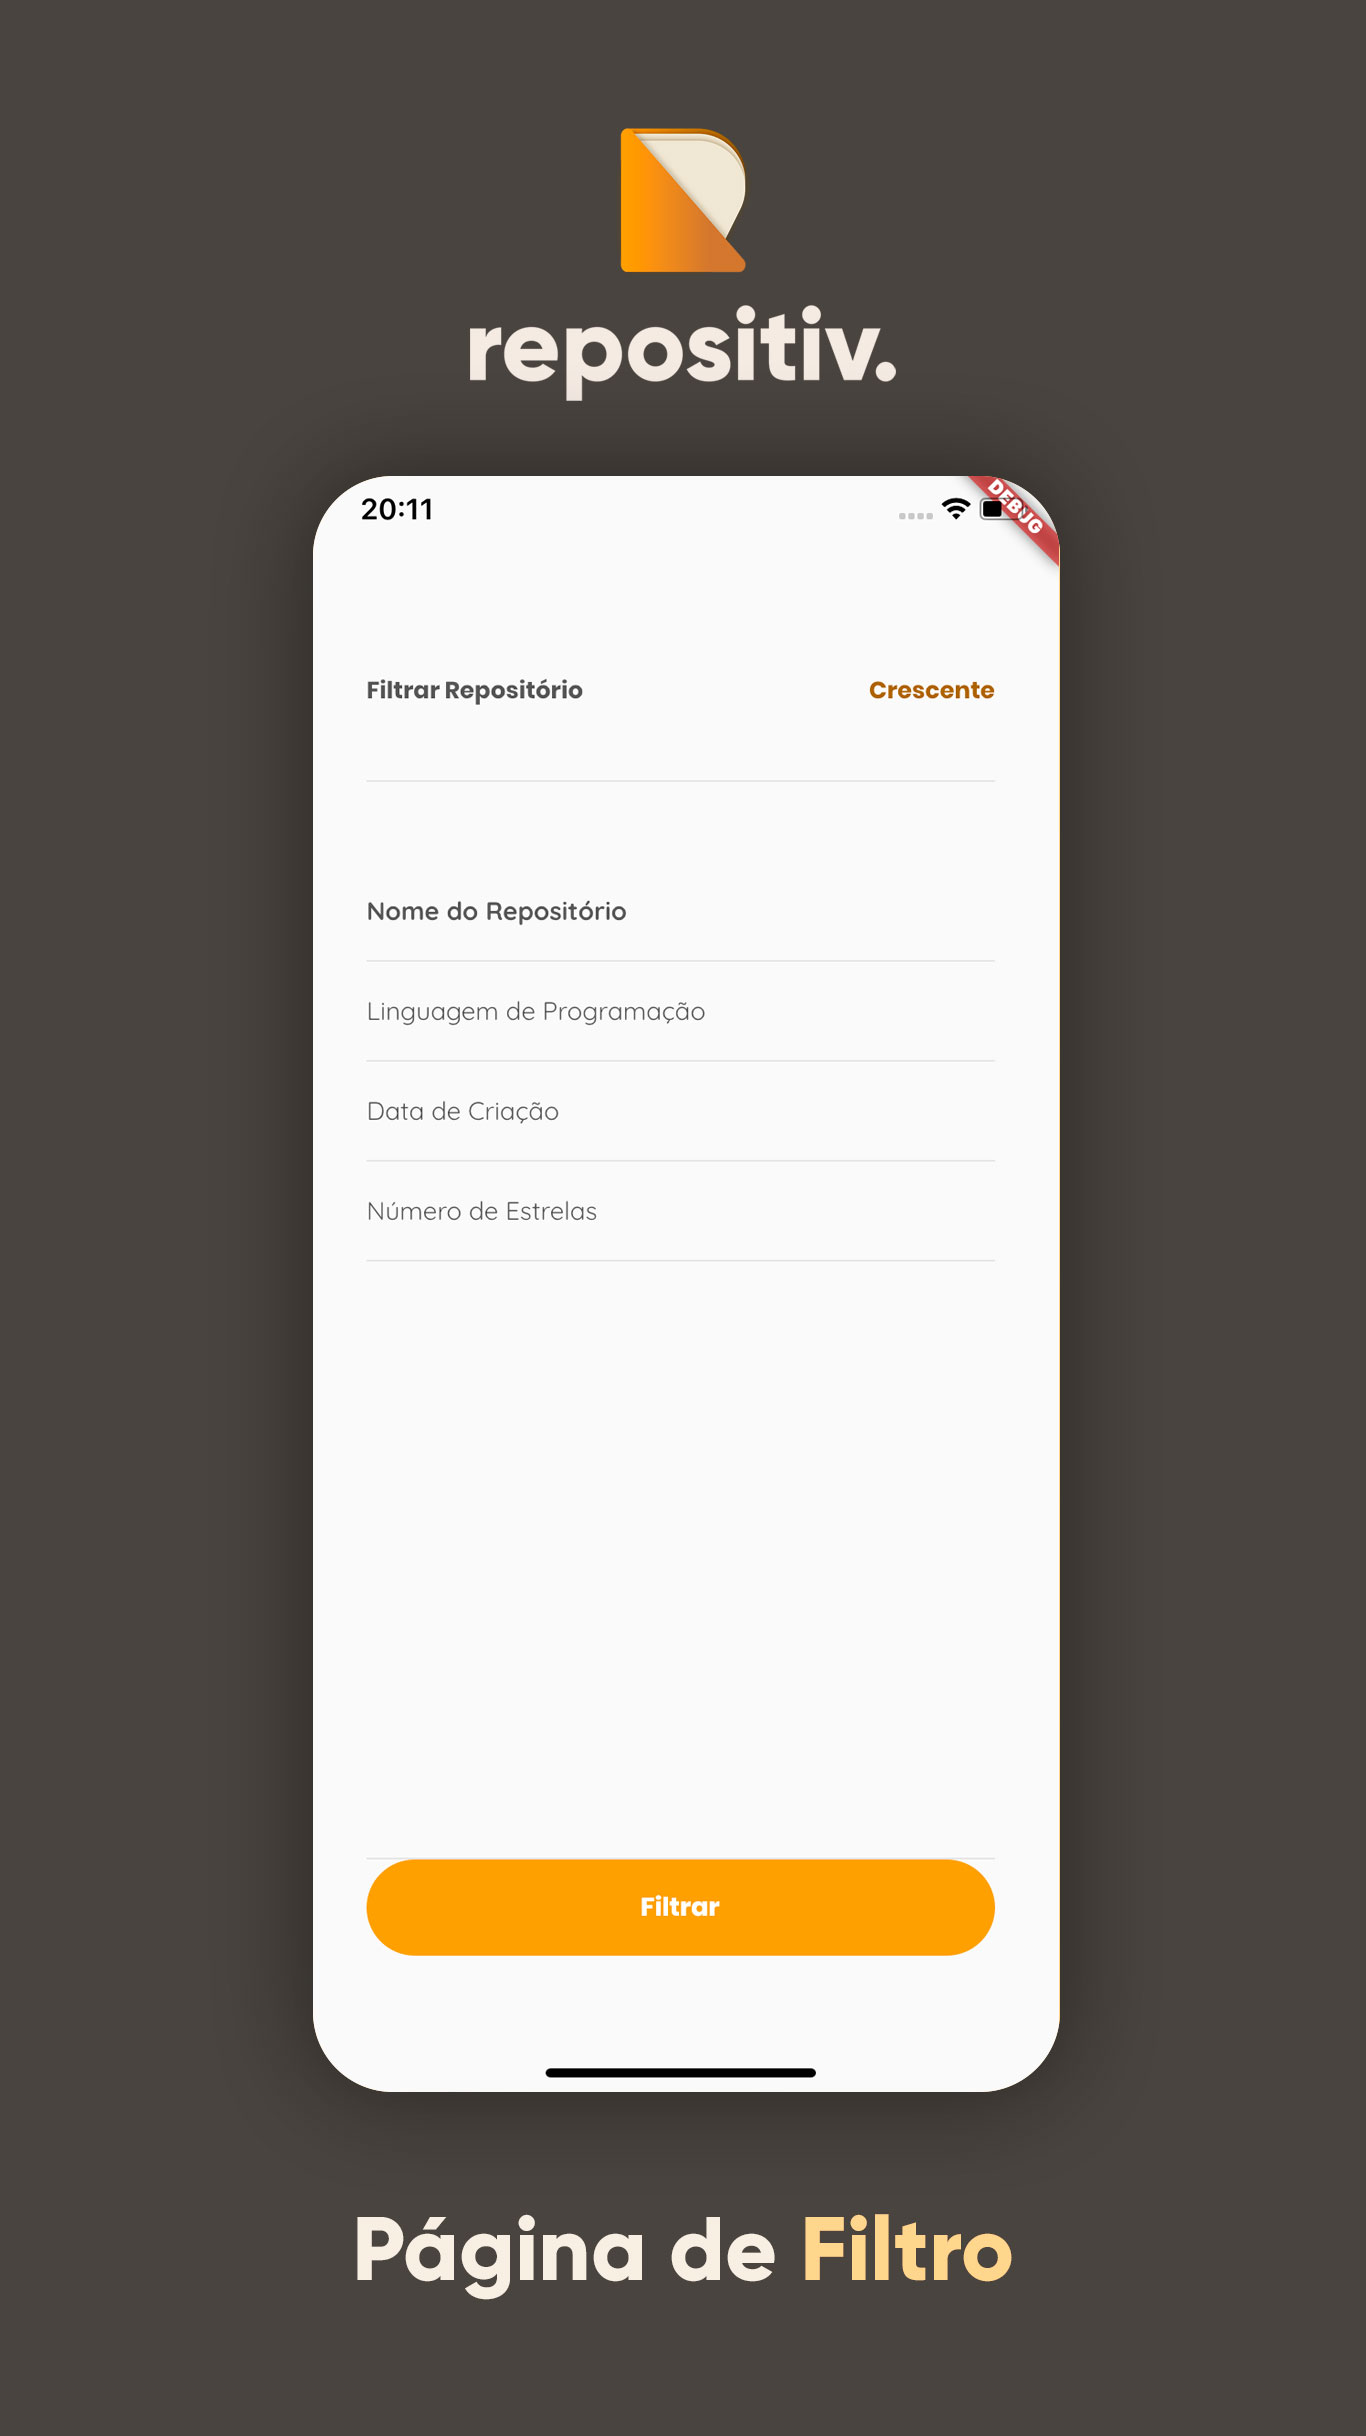 repositiv.
20:11
DEBUG
Filtrar Repositório
Crescente
Nome do Repositório
Linguagem de Programação
Data de Criação
Número de Estrelas
Filtrar
Página de Filtro